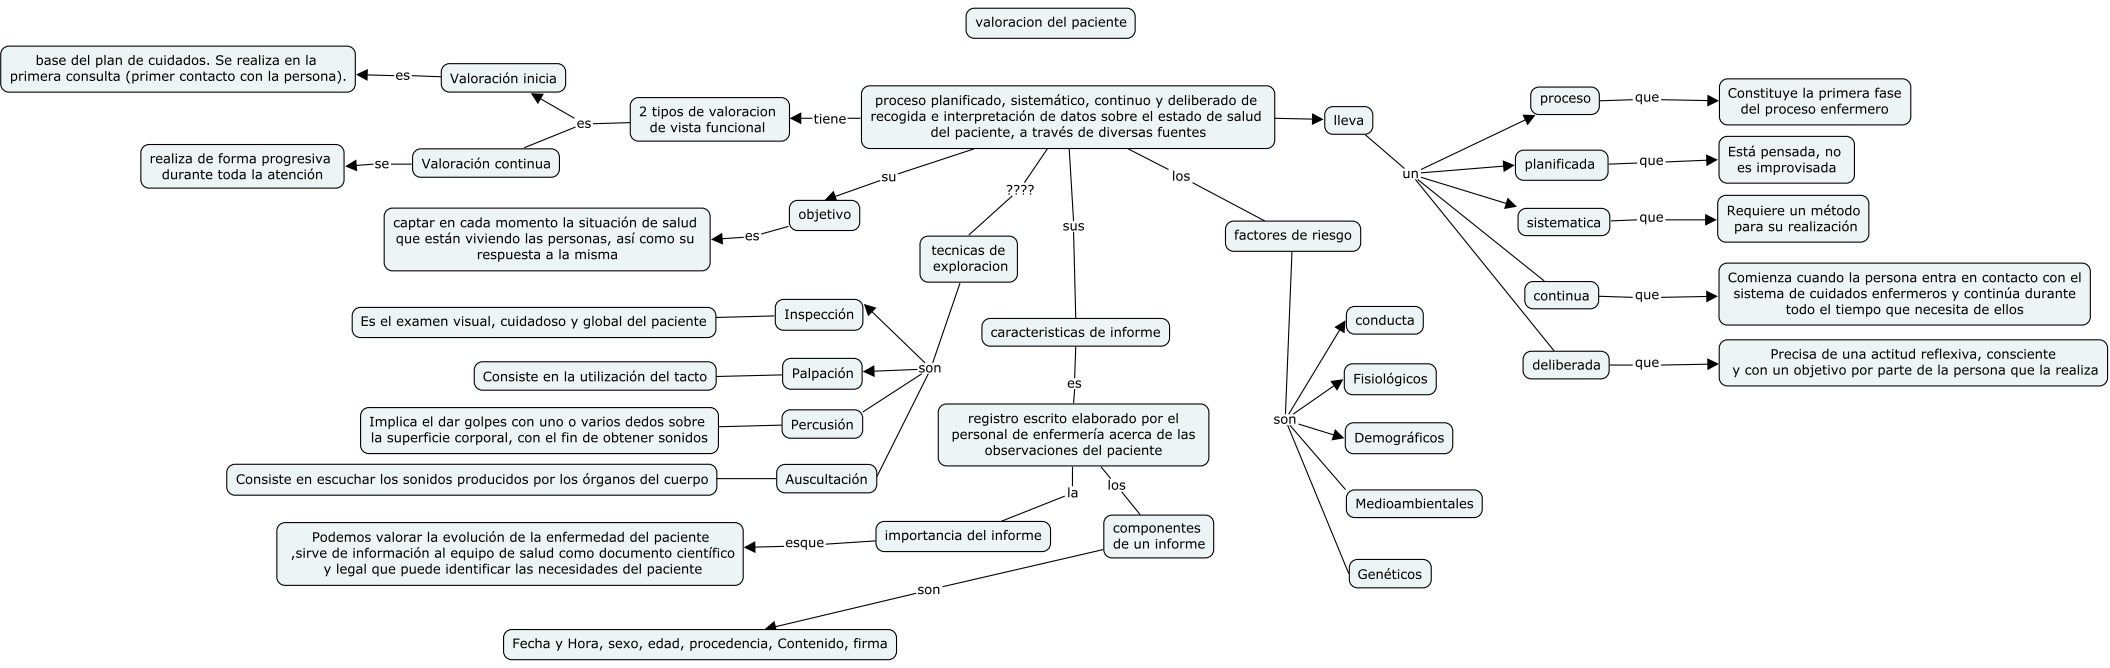 valoracion del paciente
base del plan de cuidados. Se realiza en la
primera consulta (primer contacto con la persona).
es
Valoración inicia
2 tipos de valoracion
de vista funcional
es
tiene
proceso planificado, sistemático, continuo y deliberado de
recogida e interpretación de datos sobre el estado de salud
del paciente, a través de diversas fuentes
lleva
un
proceso
que
Constituye la primera fase
del proceso enfermero
realiza de forma progresiva
durante toda la atención
se
Valoración continua
planificada
que
Está pensada, no
es improvisada
su
????
sus
los
objetivo
es
captar en cada momento la situación de salud
que están viviendo las personas, así como su
respuesta a la misma
sistematica
que
Requiere un método
para su realización
tecnicas de
exploracion
factores de riesgo
continua
que
Comienza cuando la persona entra en contacto con el
sistema de cuidados enfermeros y continúa durante
todo el tiempo que necesita de ellos
Es el examen visual, cuidadoso y global del paciente
Inspección
caracteristicas de informe
conducta
deliberada
que
Precisa de una actitud reflexiva, consciente
y con un objetivo por parte de la persona que la realiza
Consiste en la utilización del tacto
Palpación
son
es
Fisiológicos
Implica el dar golpes con uno o varios dedos sobre
la superficie corporal, con el fin de obtener sonidos
Percusión
registro escrito elaborado por el
personal de enfermería acerca de las
observaciones del paciente
son
Demográficos
Consiste en escuchar los sonidos producidos por los órganos del cuerpo
Auscultación
la
los
Medioambientales
Podemos valorar la evolución de la enfermedad del paciente
,sirve de información al equipo de salud como documento científico
y legal que puede identificar las necesidades del paciente
esque
importancia del informe
componentes
de un informe
Genéticos
son
Fecha y Hora, sexo, edad, procedencia, Contenido, firma